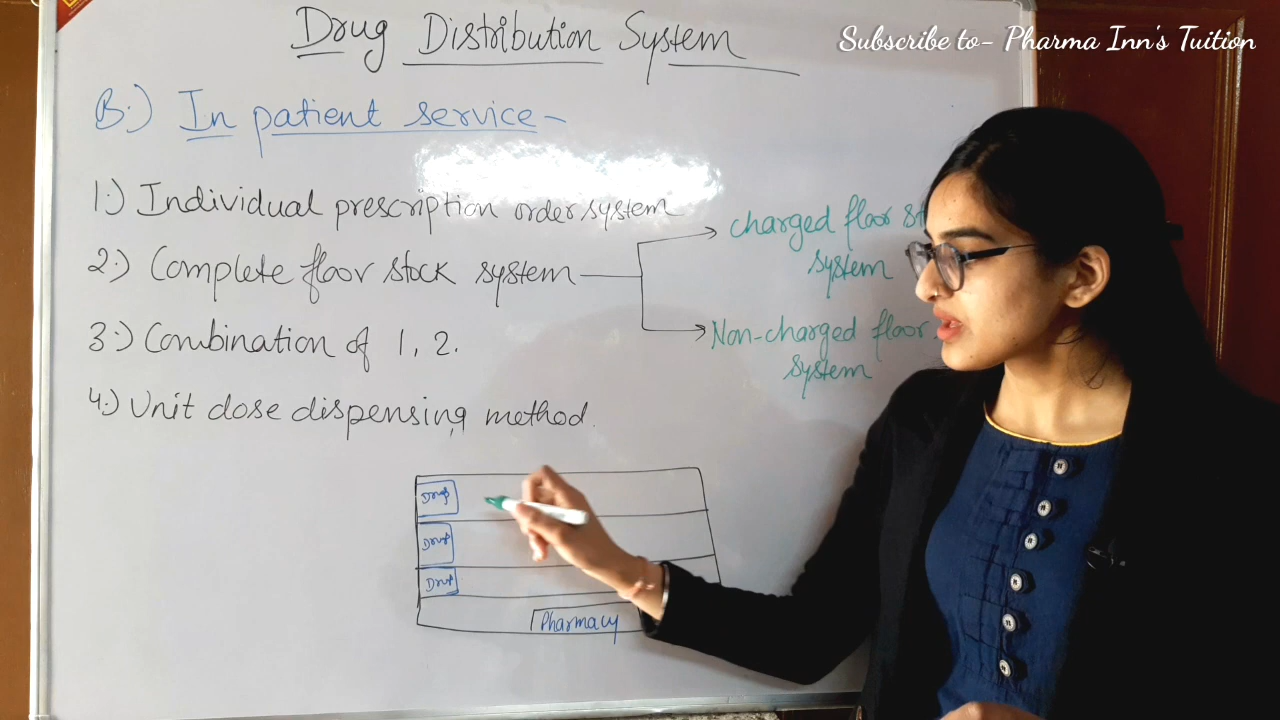 Drug Distribution System
Subscribe to- Pharma Inn's Tuition
B.) In patient service-
1.) Individual prescription order system
2.) Complete floor stock system
charged floor
system
Non-charged floor
system
3.) Combination of 1, 2.
4.) Unit dose dispensing method.
Drug
Drug
Drug
Pharmacy